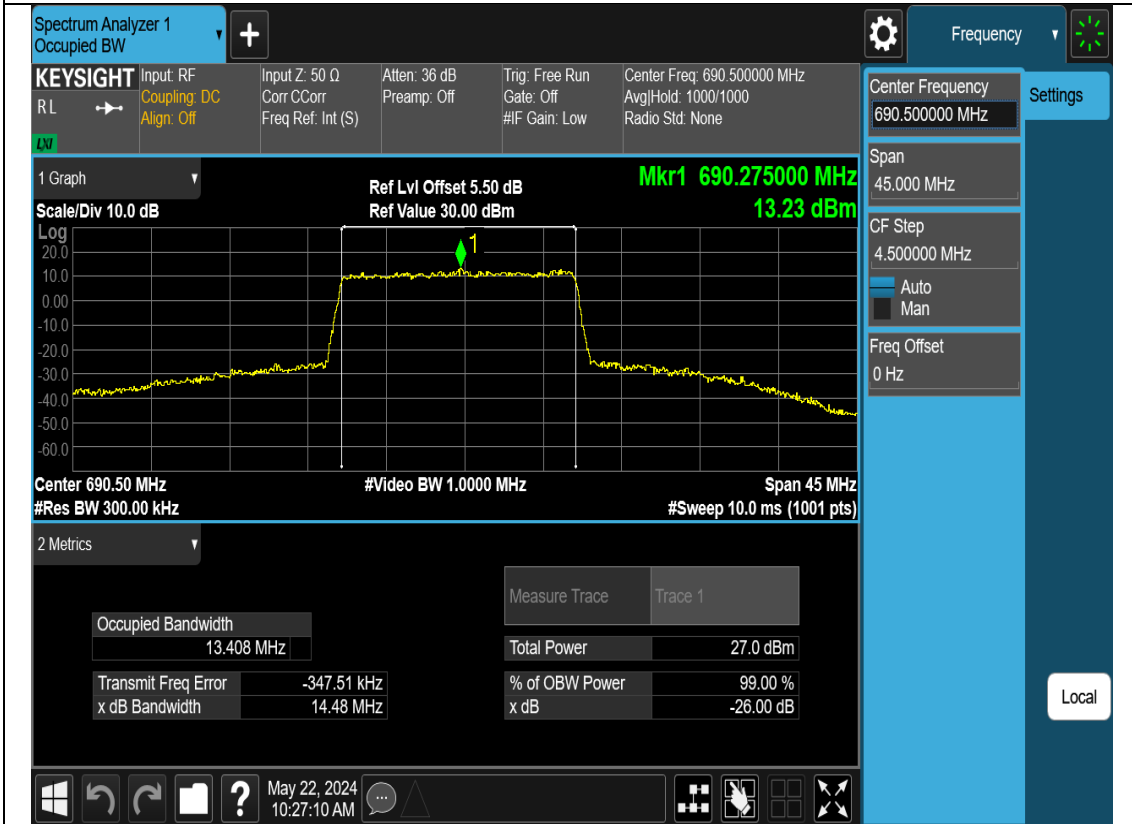 Spectrum Analyzer 1
Occupied BW
Frequency
KEYSIGHT
R L
LXI
Input: RF
Coupling: DC
Align: Off
Input Z: 50 Ω
Corr CCorr
Freq Ref: Int (S)
Atten: 36 dB
Preamp: Off
Trig: Free Run
Gate: Off
#IF Gain: Low
Center Freq: 690.500000 MHz
Avg|Hold: 1000/1000
Radio Std: None
Center Frequency
690.500000 MHz
Settings
Span
45.000 MHz
CF Step
4.500000 MHz
Auto
Man
Freq Offset
0 Hz
1 Graph
Scale/Div 10.0 dB
Ref Lvl Offset 5.50 dB
Ref Value 30.00 dBm
Mkr1 690.275000 MHz
13.23 dBm
Log
20.0
10.0
0.00
-10.0
-20.0
-30.0
-40.0
-50.0
-60.0
1
Center 690.50 MHz
#Video BW 1.0000 MHz
Span 45 MHz
#Res BW 300.00 kHz
#Sweep 10.0 ms (1001 pts)
2 Metrics
Measure Trace Trace 1
Occupied Bandwidth
13.408 MHz
Total Power 27.0 dBm
Transmit Freq Error -347.51 kHz
% of OBW Power 99.00 %
x dB Bandwidth 14.48 MHz
x dB -26.00 dB
Local
?
May 22, 2024
10:27:10 AM